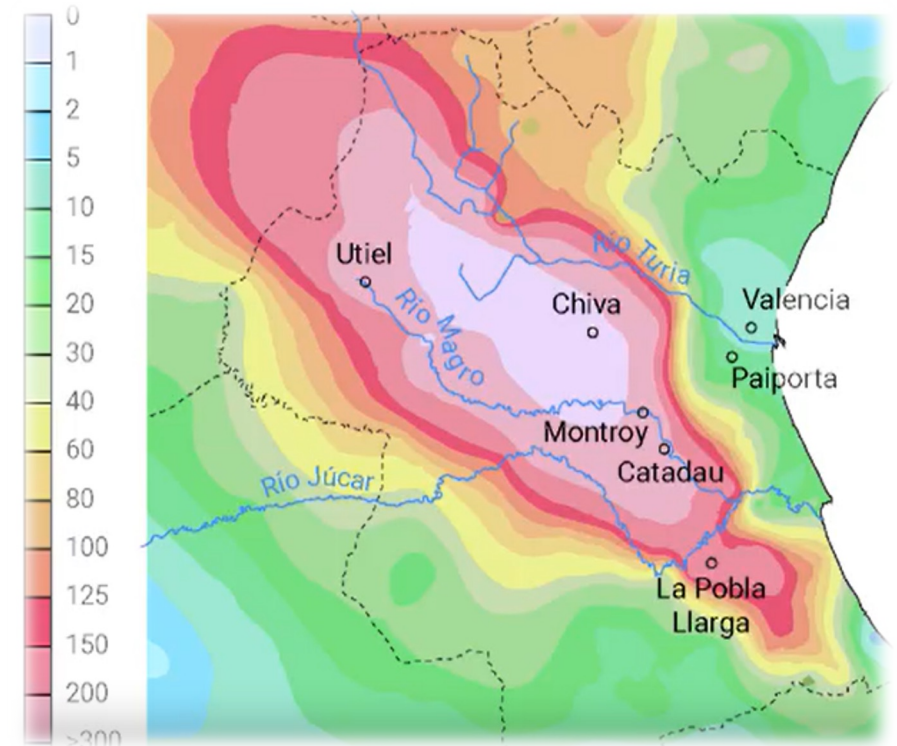 0
1
2
5
10
15
20
30
40
60
80
100
125
150
200
>300
Utiel
Río Turia
Chiva
Valencia
Río Magro
Paiporta
Montroy
Catadau
Río Júcar
La Pobla
Llarga